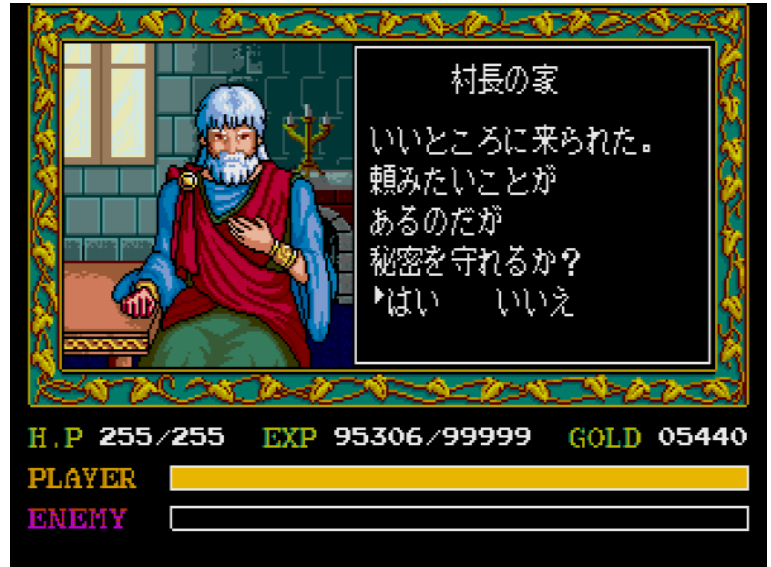 村長の家
いいところに来られた。
頼みたいことが
あるのだが
秘密を守れるか?
▶はい　いいえ
H.P 255/255 EXP 95306/99999 GOLD 05440
PLAYER
ENEMY